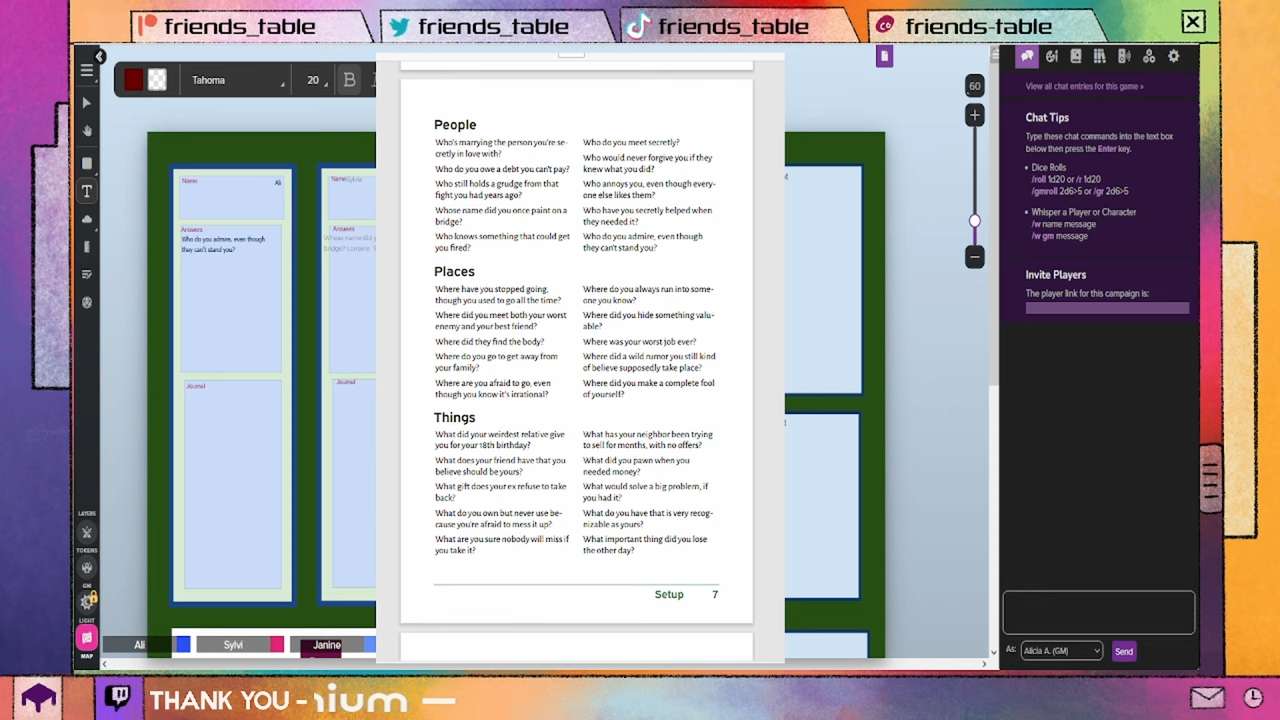 friends_table
friends_table
friends_table
friends-table
Tahoma
20
B
60
People
Who's marrying the person you're se-
cretly in love with?
Who do you owe a debt you can't pay?
Who still holds a grudge from that
fight you had years ago?
Whose name did you once paint on a
bridge?
Who knows something that could get
you fired?
Who do you meet secretly?
Who would never forgive you if they
knew what you did?
Who annoys you, even though every-
one else likes them?
Who have you secretly helped when
they needed it?
Who do you admire, even though
they can't stand you?
Places
Where have you stopped going,
though you used to go all the time?
Where did you meet both your worst
enemy and your best friend?
Where did they find the body?
Where do you go to get away from
your family?
Where are you afraid to go, even
though you know it's irrational?
Where do you always run into some-
one you know?
Where did you hide something valu-
able?
Where was your worst job ever?
Where did a wild rumor you still kind
of believe supposedly take place?
Where did you make a complete fool
of yourself?
Things
What did your weirdest relative give
you for your 18th birthday?
What does your friend have that you
believe should be yours?
What gift does your ex refuse to take
back?
What do you own but never use be-
cause you're afraid to mess it up?
What are you sure nobody will miss if
you take it?
What has your neighbor been trying
to sell for months, with no offers?
What did you pawn when you
needed money?
What would solve a big problem, if
you had it?
What do you have that is very recog-
nizable as yours?
What important thing did you lose
the other day?
Setup 7
Name
Ali
Answers
Who do you admire, even though
they can't stand you?
Journal
Name Sylvia
Answers
Whose name did y
bridge? Lorraine
Journal
LAYERS
TOKENS
GM
LIGHT
MAP
Ali
Sylvi
Janine
View all chat entries for this game »
Chat Tips
Type these chat commands into the text box
below then press the Enter key.
• Dice Rolls
/roll 1d20 or /r 1d20
/gmroll 2d6>5 or /gr 2d6>5
• Whisper a Player or Character
/w name message
/w gm message
Invite Players
The player link for this campaign is:
As: Alicia A. (GM) Send
THANK YOU -